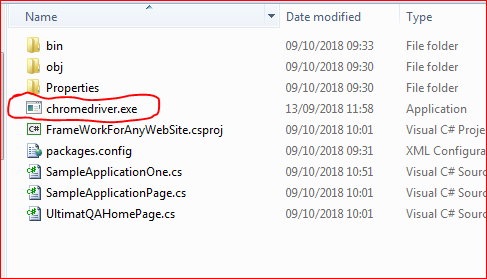 Name Date modified Type
bin 09/10/2018 09:33 File folder
obj 09/10/2018 09:30 File folder
Properties 09/10/2018 09:30 File folder
chromedriver.exe 13/09/2018 11:58 Application
FrameWorkForAnyWebSite.csproj 09/10/2018 10:01 Visual C# Proje
packages.config 09/10/2018 09:31 XML Configura
SampleApplicationOne.cs 09/10/2018 10:51 Visual C# Sourc
SampleApplicationPage.cs 09/10/2018 10:01 Visual C# Sourc
UltimatQAHomePage.cs 09/10/2018 10:01 Visual C# Sourc